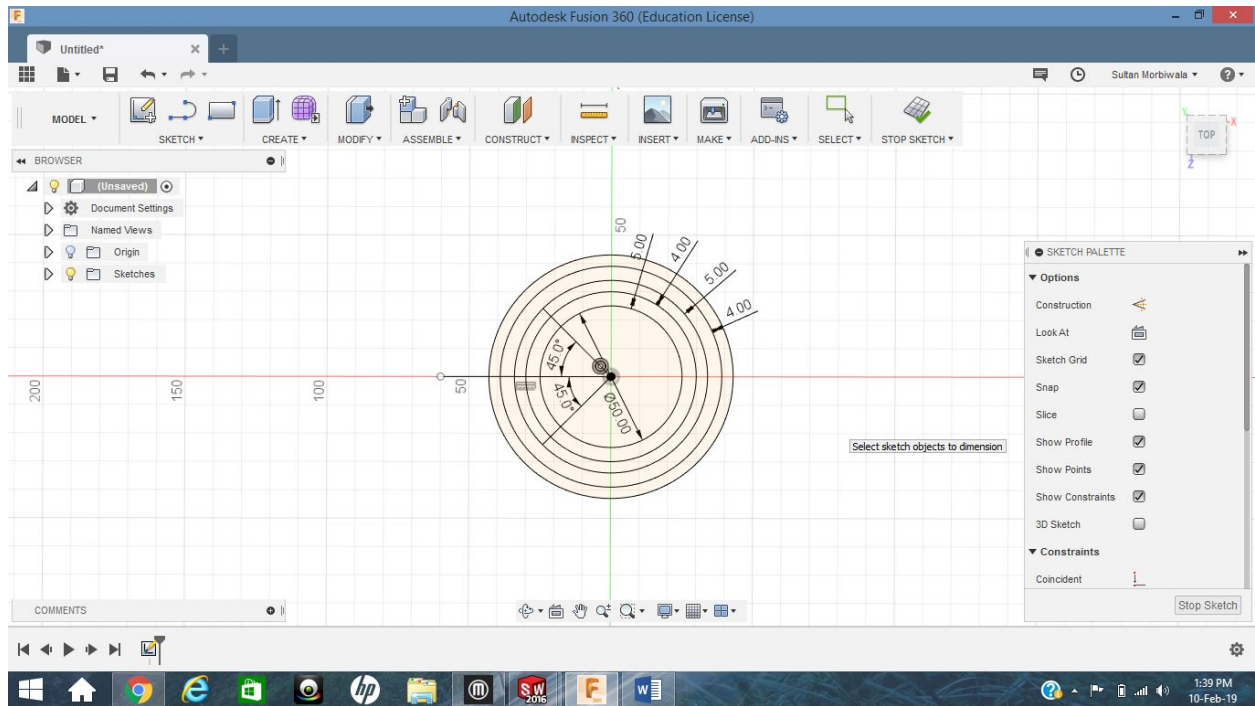 Autodesk Fusion 360 (Education License)
Untitled*
Sultan Morbiwala
MODEL
SKETCH
CREATE
MODIFY
ASSEMBLE
CONSTRUCT
INSPECT
INSERT
MAKE
ADD-INS
SELECT
STOP SKETCH
TOP
X
Y
Z
BROWSER
(Unsaved)
Document Settings
Named Views
Origin
Sketches
50
5.00
4.00
5.00
4.00
45.0°
45.0°
Ø50.00
200
150
100
50
Select sketch objects to dimension
SKETCH PALETTE
Options
Construction
Look At
Sketch Grid
Snap
Slice
Show Profile
Show Points
Show Constraints
3D Sketch
Constraints
Coincident
Stop Sketch
COMMENTS
hp
SW
2016
F
W
1:39 PM
10-Feb-19